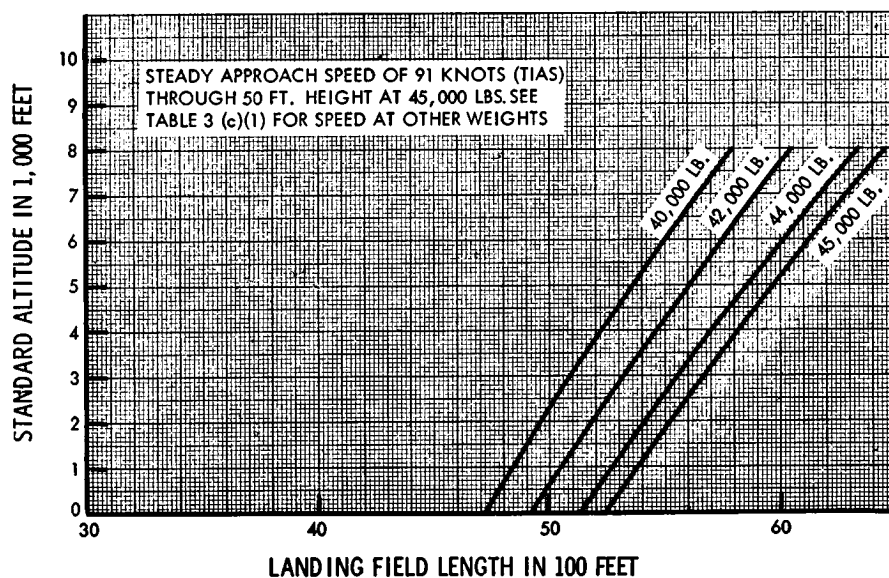 STANDARD ALTITUDE IN 1,000 FEET
10
9
8
7
6
5
4
3
2
1
0
STEADY APPROACH SPEED OF 91 KNOTS (TIAS)
THROUGH 50 FT. HEIGHT AT 45,000 LBS. SEE
TABLE 3 (c)(1) FOR SPEED AT OTHER WEIGHTS
40,000 LB.
42,000 LB.
44,000 LB.
45,000 LB.
30 40 50 60
LANDING FIELD LENGTH IN 100 FEET